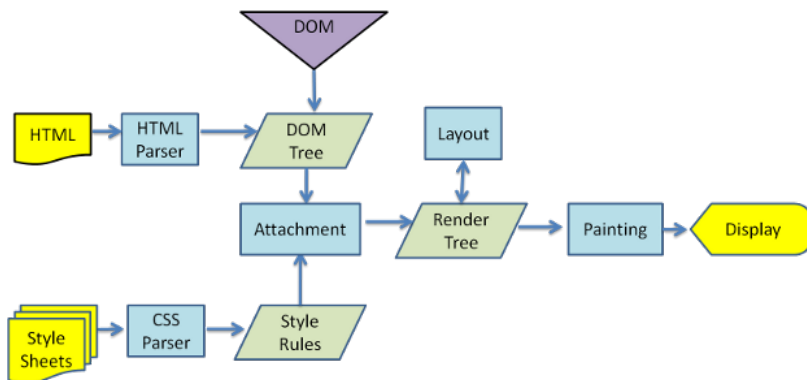 DOM
HTML
HTML
Parser
DOM
Tree
Layout
Attachment
Render
Tree
Painting
Display
Style
Sheets
CSS
Parser
Style
Rules